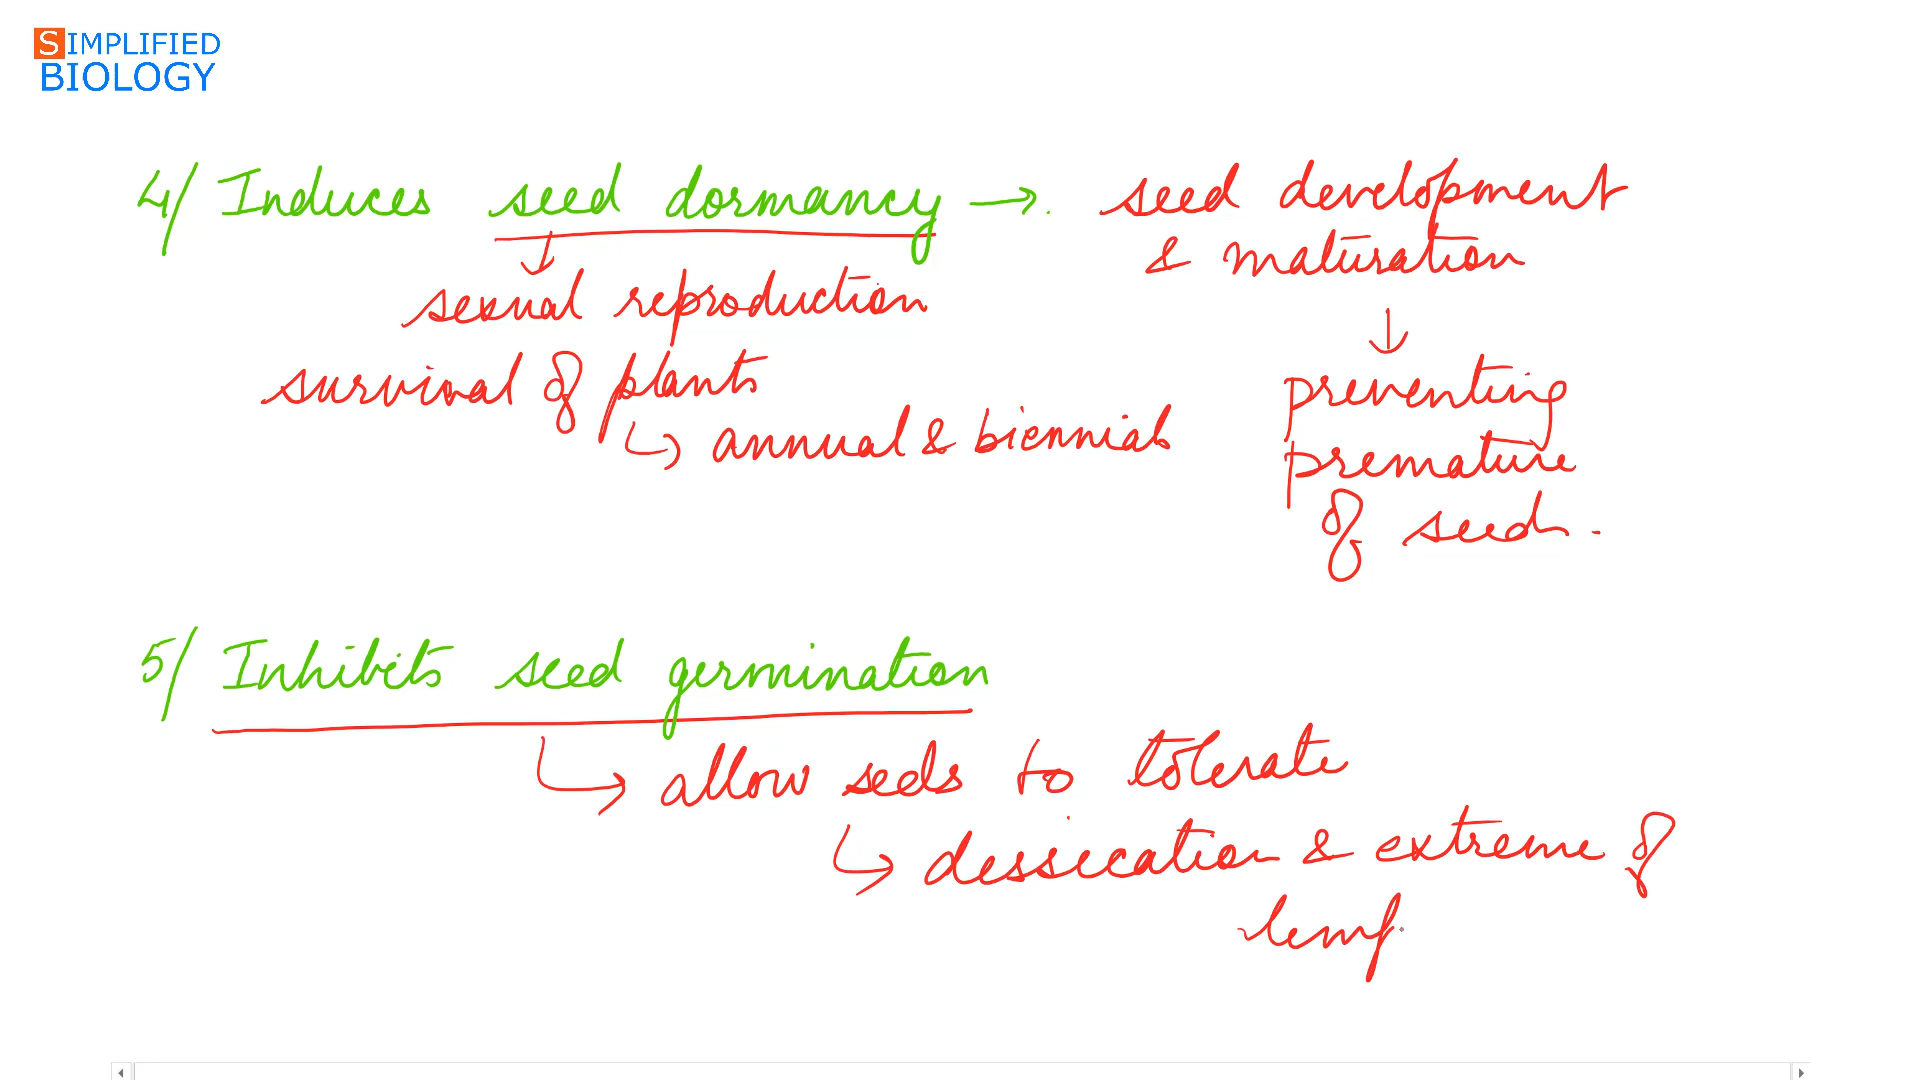 SIMPLIFIED
BIOLOGY
4/ Induces seed dormancy → seed development
& maturation
↓
sexual reproduction
survival of plants
↳ annual & biennials
↓
preventing
premature
of seeds.
5/ Inhibits seed germination
↳ allow seeds to tolerate
↳ dessication & extreme of
temp